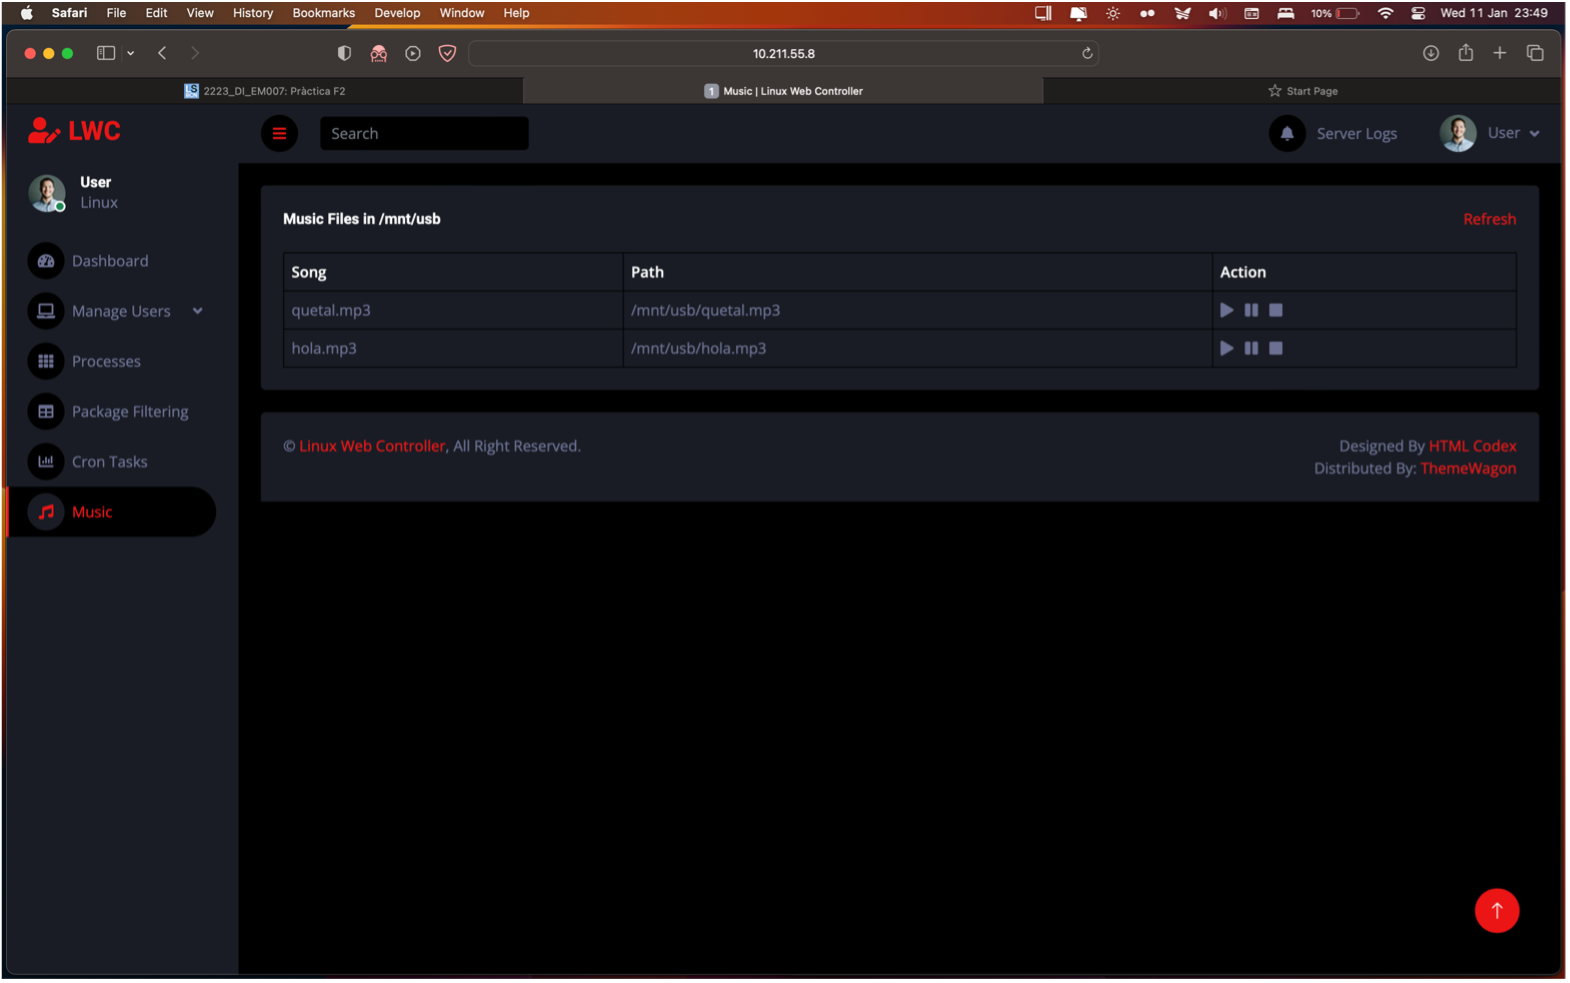 Safari File Edit View History Bookmarks Develop Window Help 10% Wed 11 Jan 23:49
10.211.55.8
2223_DI_EM007: Pràctica F2
1 Music | Linux Web Controller
Start Page
LWC
Search
Server Logs
User
User
Linux
Dashboard
Manage Users
Processes
Package Filtering
Cron Tasks
Music
Music Files in /mnt/usb
Refresh
Song Path Action
quetal.mp3 /mnt/usb/quetal.mp3
hola.mp3 /mnt/usb/hola.mp3
© Linux Web Controller, All Right Reserved.
Designed By HTML Codex
Distributed By: ThemeWagon